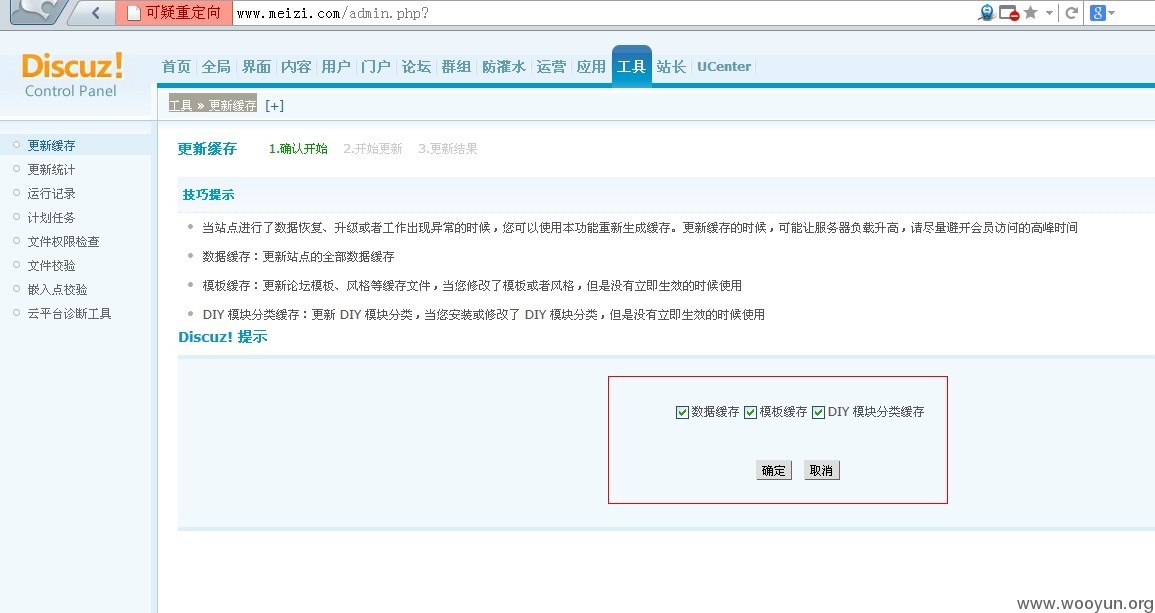 可疑重定向 www.meizi.com/admin.php?
Discuz!
Control Panel
首页 全局 界面 内容 用户 门户 论坛 群组 防灌水 运营 应用 工具 站长 UCenter
工具 » 更新缓存 [+]
更新缓存
更新统计
运行记录
计划任务
文件权限检查
文件校验
嵌入点校验
云平台诊断工具
更新缓存 1.确认开始 2.开始更新 3.更新结果
技巧提示
当站点进行了数据恢复、升级或者工作出现异常的时候，您可以使用本功能重新生成缓存。更新缓存的时候，可能让服务器负载升高，请尽量避开会员访问的高峰时间
数据缓存：更新站点的全部数据缓存
模板缓存：更新论坛模板、风格等缓存文件，当您修改了模板或者风格，但是没有立即生效的时候使用
DIY 模块分类缓存：更新 DIY 模块分类，当您安装或修改了 DIY 模块分类，但是没有立即生效的时候使用
Discuz! 提示
数据缓存 模板缓存 DIY 模块分类缓存
确定 取消
www.wooyun.org